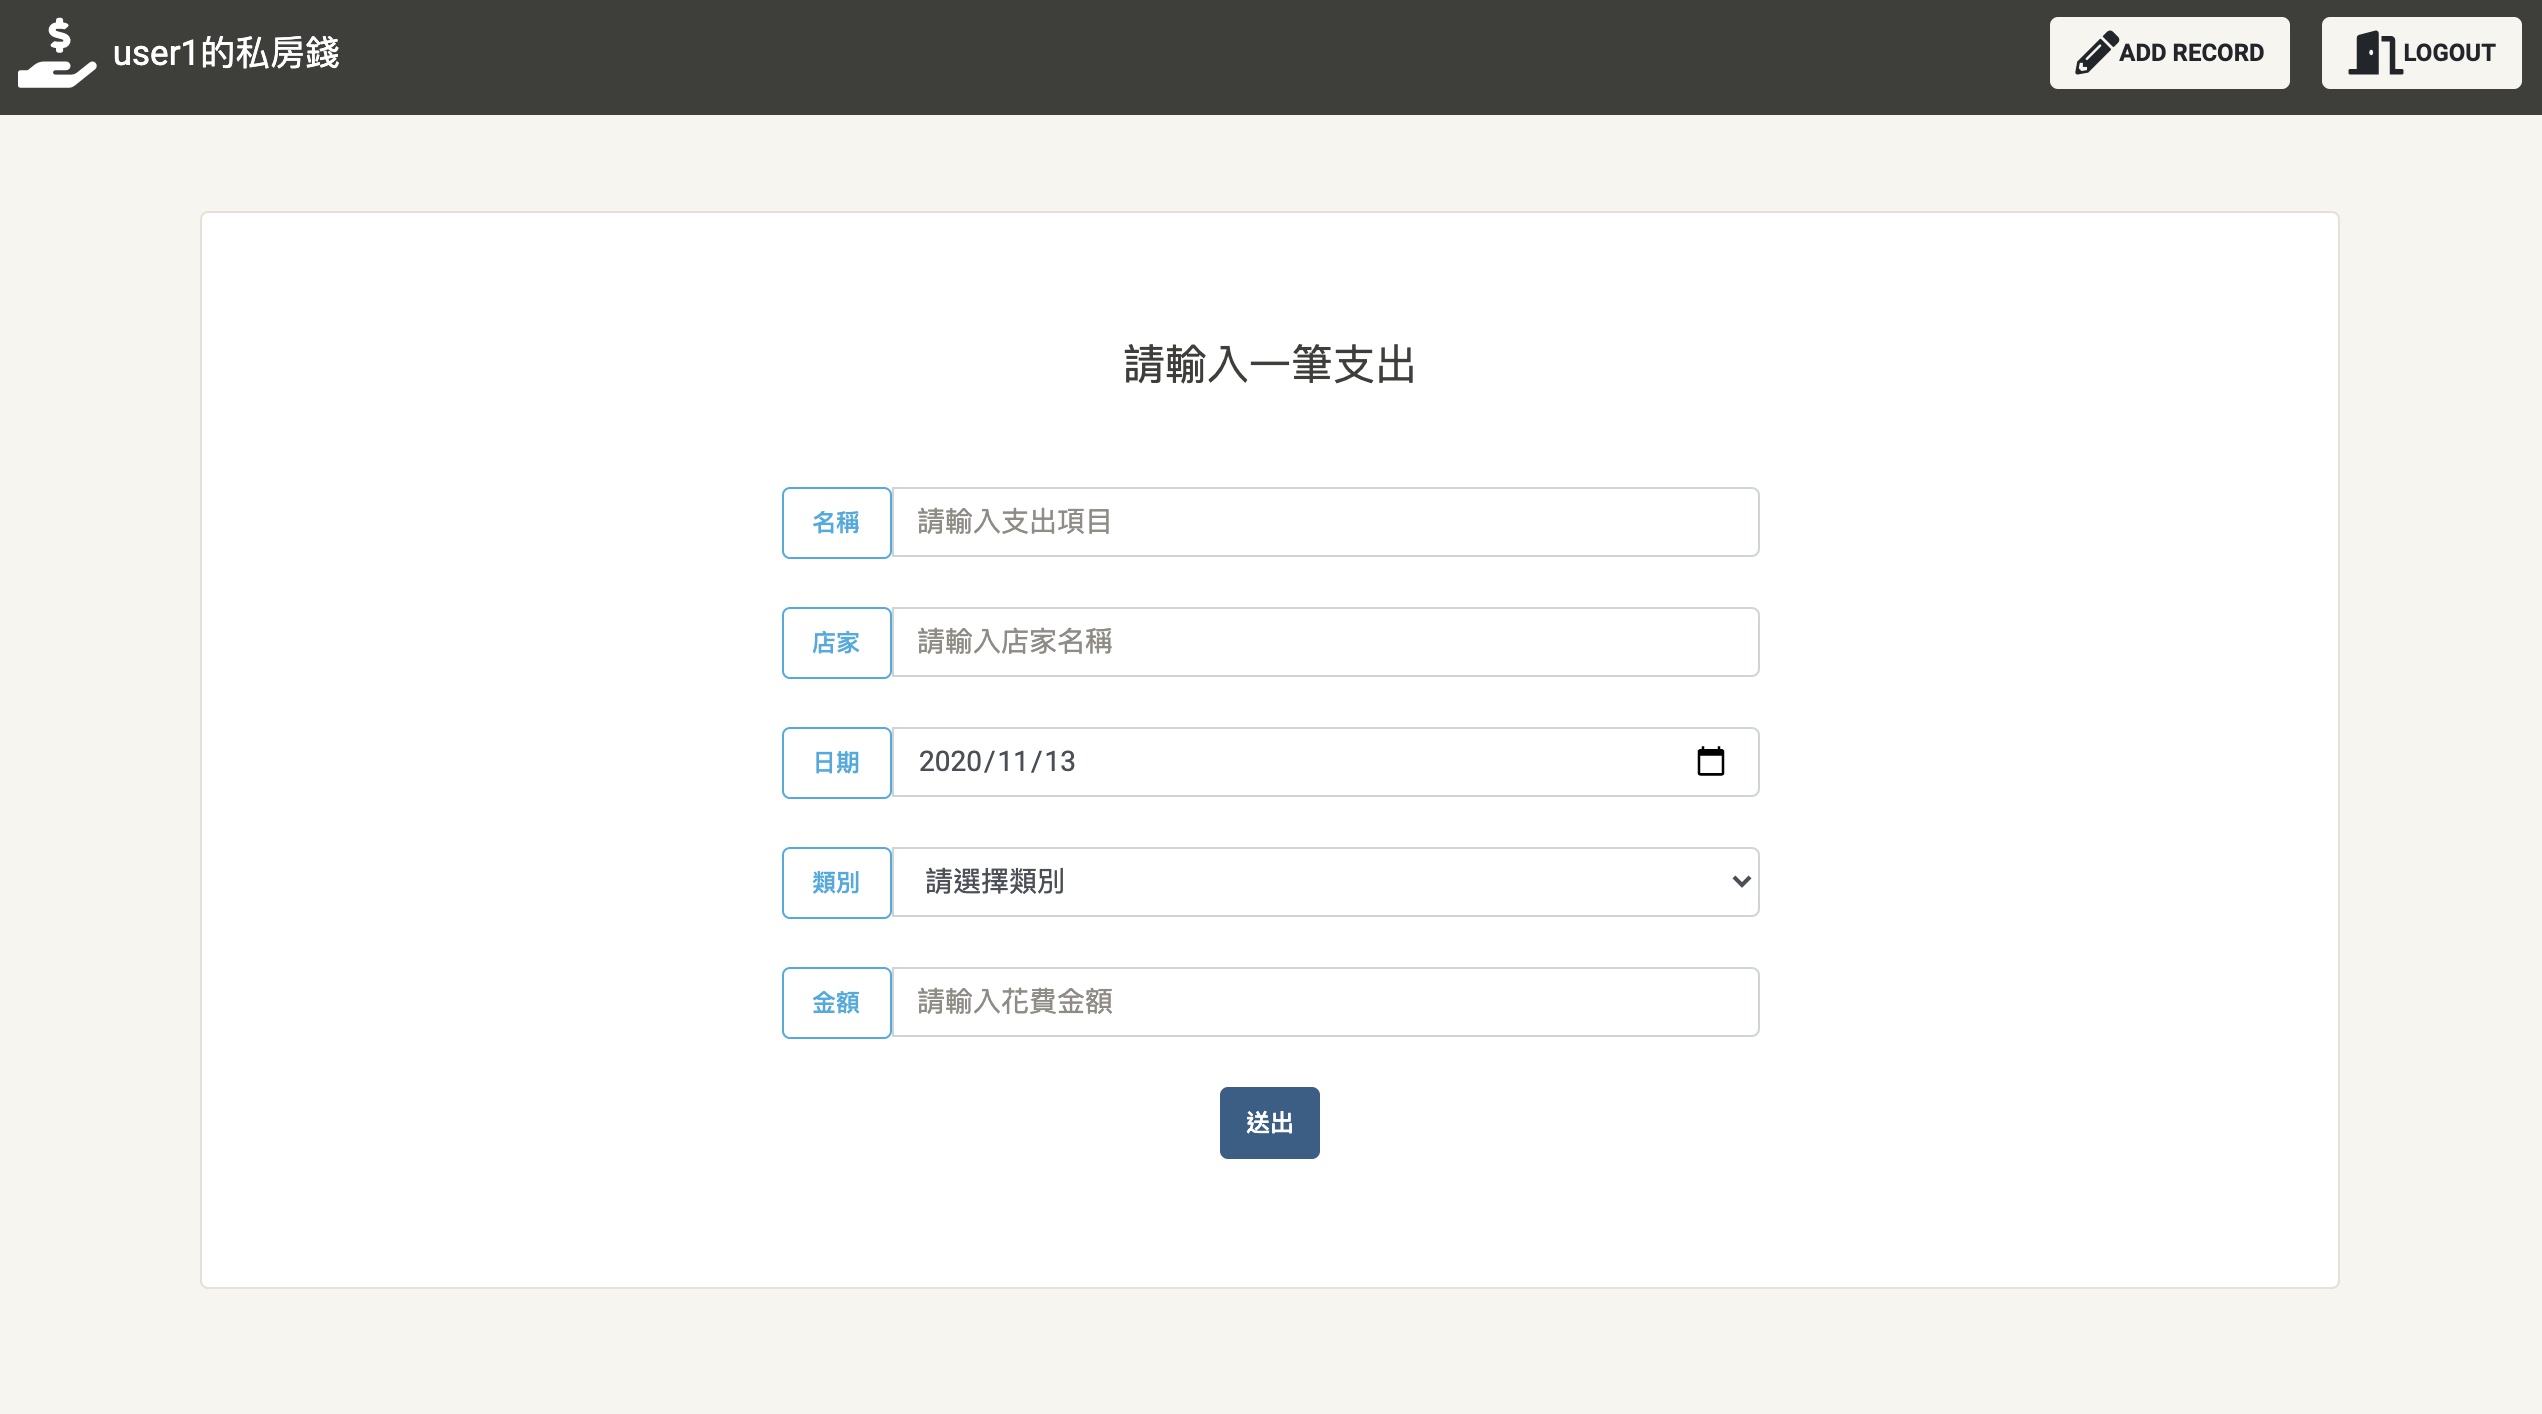 user1的私房錢
ADD RECORD
LOGOUT
請輸入一筆支出
名稱 請輸入支出項目
店家 請輸入店家名稱
日期 2020/11/13
類別 請選擇類別
金額 請輸入花費金額
送出